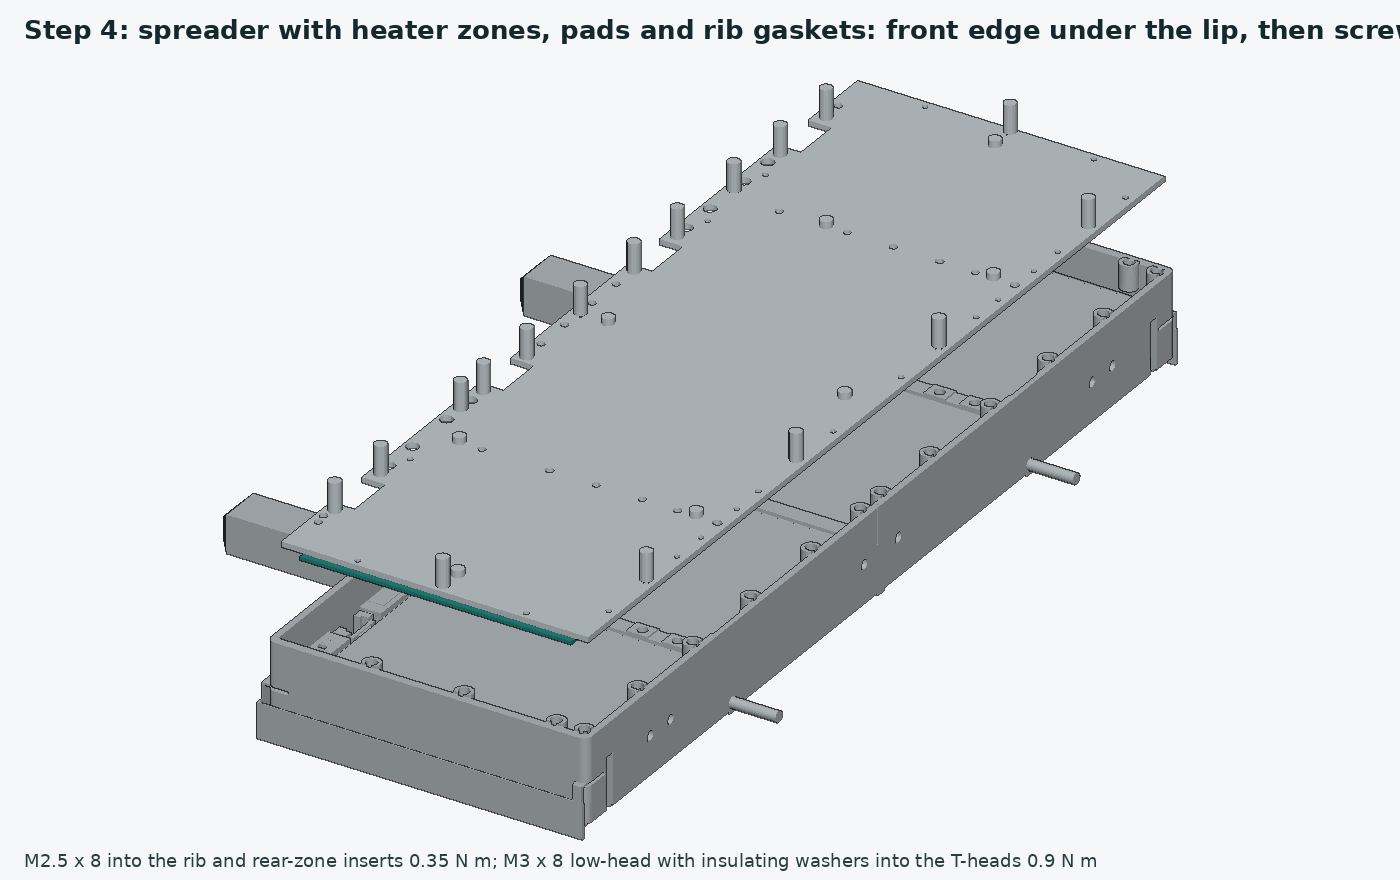 Step 4: spreader with heater zones, pads and rib gaskets: front edge under the lip, then
M2.5 x 8 into the rib and rear-zone inserts 0.35 N m; M3 x 8 low-head with insulating washers into the T-heads 0.9 N m